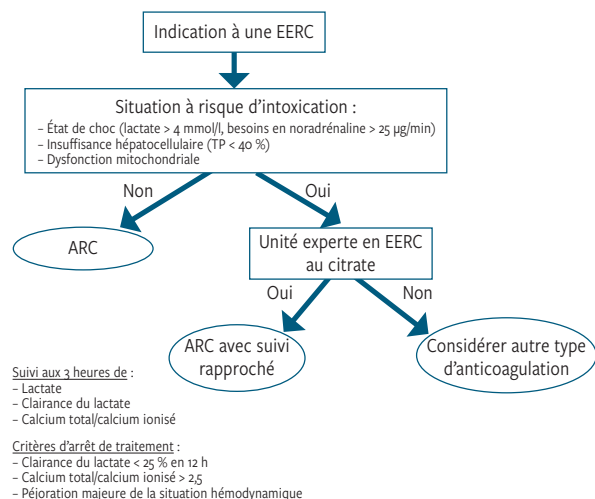 Indication à une EERC
Situation à risque d'intoxication :
– État de choc (lactate > 4 mmol/l, besoins en noradrénaline > 25 µg/min)
– Insuffisance hépatocellulaire (TP < 40 %)
– Dysfonction mitochondriale
Non
Oui
ARC
Unité experte en EERC
au citrate
Oui
Non
ARC avec suivi
rapproché
Considérer autre type
d'anticoagulation
Suivi aux 3 heures de :
– Lactate
– Clairance du lactate
– Calcium total/calcium ionisé
Critères d'arrêt de traitement :
– Clairance du lactate < 25 % en 12 h
– Calcium total/calcium ionisé > 2,5
– Péjoration majeure de la situation hémodynamique